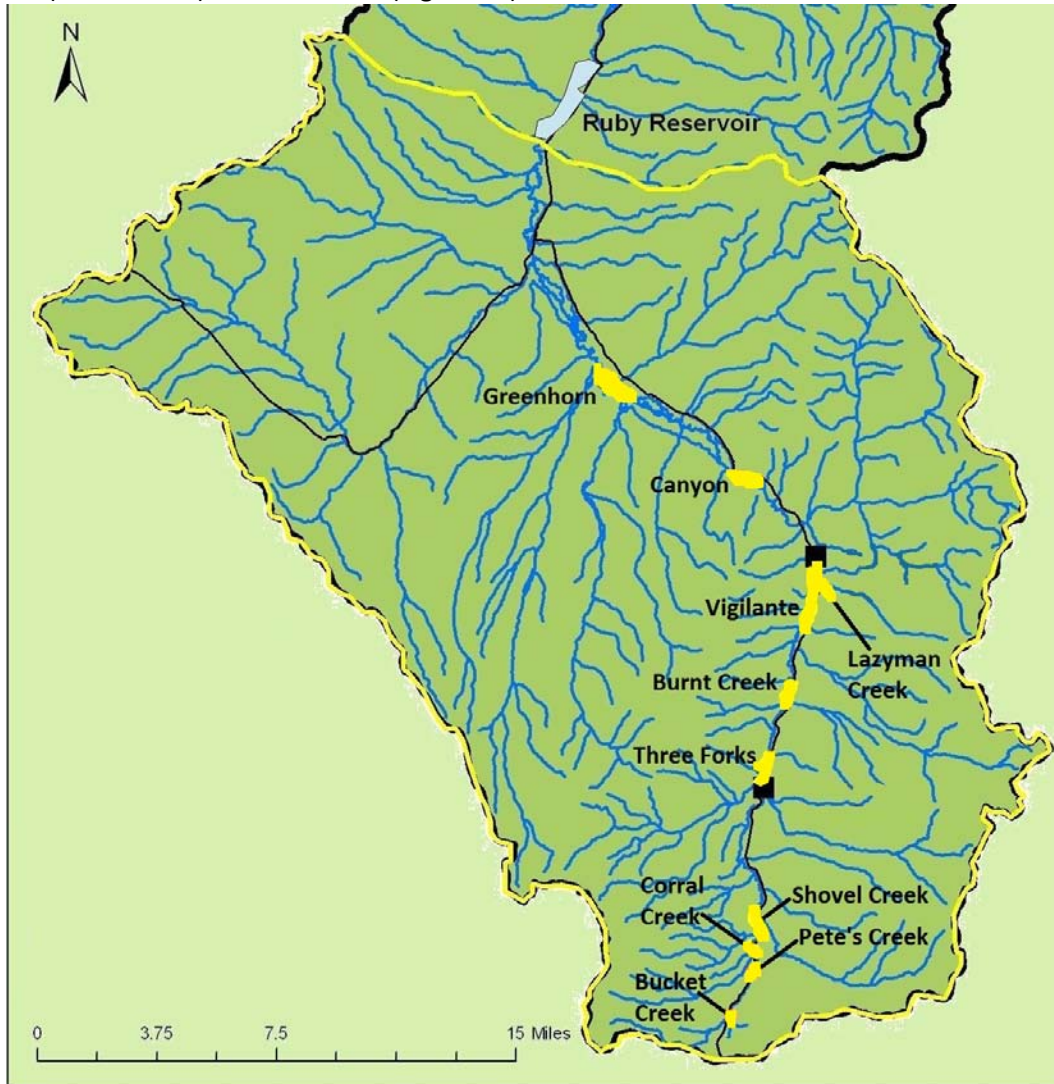 N
Ruby Reservoir
Greenhorn
Canyon
Vigilante
Lazyman
Creek
Burnt Creek
Three Forks
Corral
Creek
Shovel Creek
Pete's Creek
Bucket
Creek
0 3.75 7.5 15 Miles